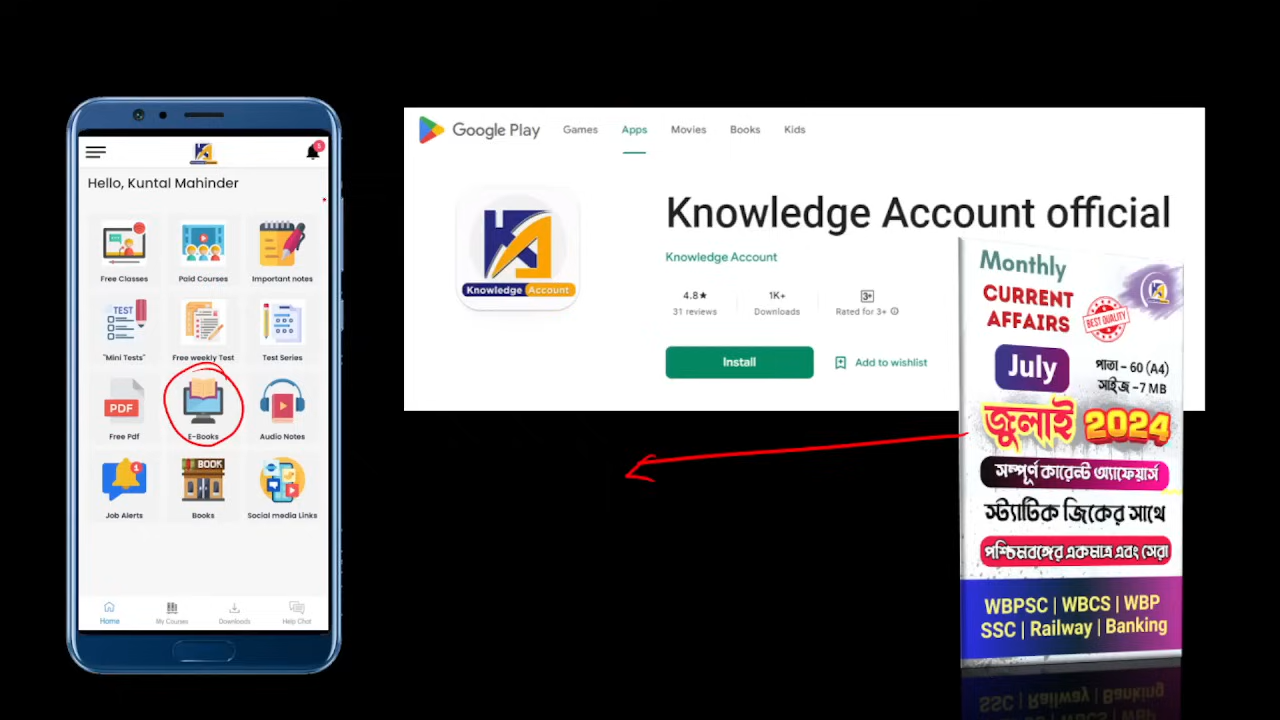 Hello, Kuntal Mahinder
Free Classes
Paid Courses
Important notes
TEST
"Mini Tests"
Free weekly Test
Test Series
PDF
Free Pdf
E-Books
Audio Notes
1
BOOK
Job Alerts
Books
Social media Links
Home
My Courses
Downloads
Help Chat
Google Play
Games
Apps
Movies
Books
Kids
KA
Knowledge Account
Knowledge Account official
Knowledge Account
4.8★
31 reviews
1K+
Downloads
3+
Rated for 3+
Install
Add to wishlist
Monthly
CURRENT
AFFAIRS
BEST QUALITY
July
পাতা – 60 (A4)
সাইজ –7 MB
জুলাই 2024
সম্পূর্ণ কারেন্ট অ্যাফেয়ার্স
স্ট্যাটিক জিকের সাথে
পশ্চিমবঙ্গের একমাত্র এবং সেরা
WBPSC | WBCS | WBP
SSC | Railway | Banking